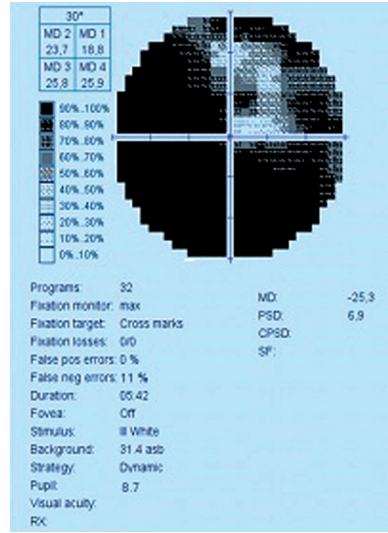 30°
MD 2 MD 1
23,7 18,8
MD 3 MD 4
25,8 25,9
90%..100%
80%..90%
70%..80%
60%..70%
50%..60%
40%..50%
30%..40%
20%..30%
10%..20%
0%..10%
Programs: 32
Fixation monitor: max
Fixation target: Cross marks
Fixation losses: 0/0
False pos errors: 0 %
False neg errors: 11 %
Duration: 05:42
Fovea: Off
Stimulus: III White
Background: 31.4 asb
Strategy: Dynamic
Pupil: 8.7
Visual acuity:
RX:
MD: -25,3
PSD: 6,9
CPSD:
SF: